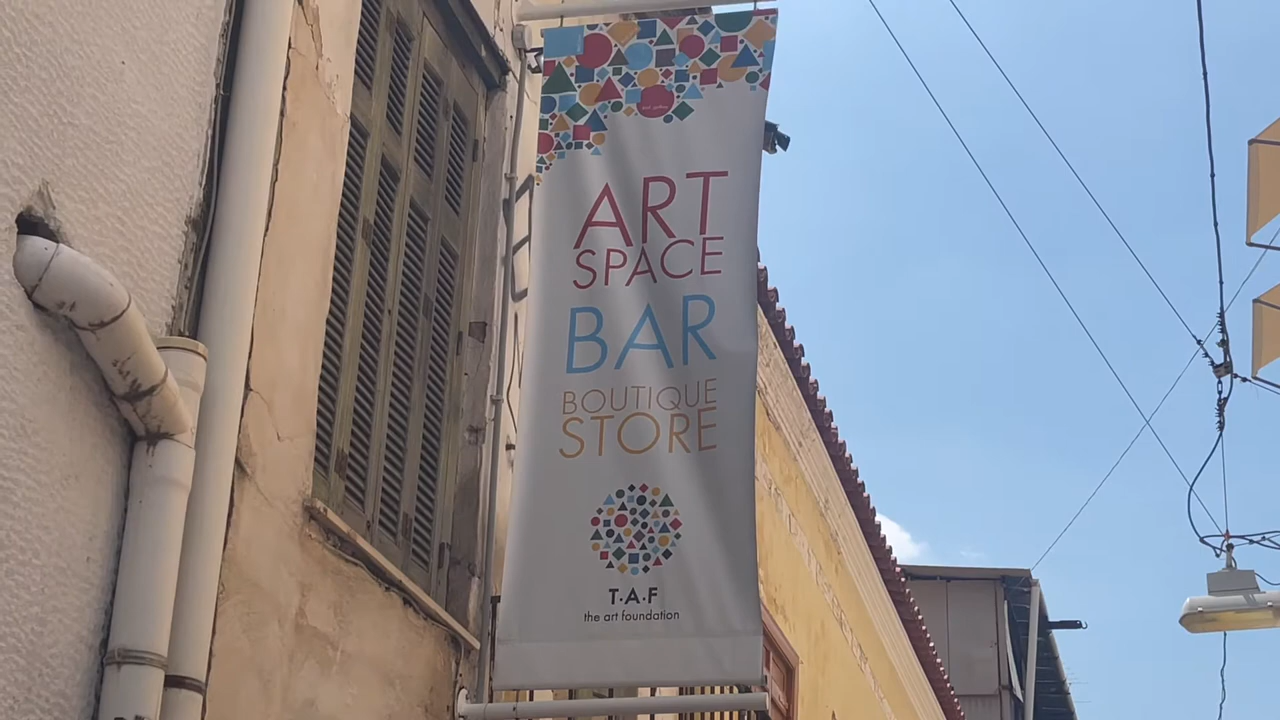 ART
SPACE
BAR
BOUTIQUE
STORE
T·A·F
the art foundation